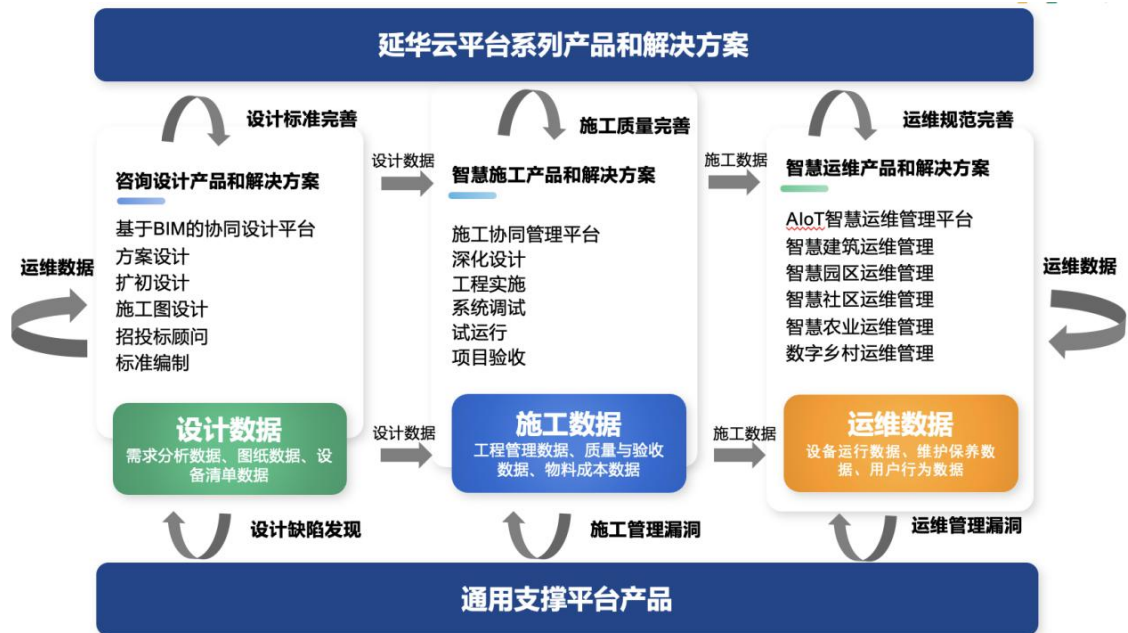 延华云平台系列产品和解决方案
设计标准完善
施工质量完善
运维规范完善
运维数据
咨询设计产品和解决方案
基于BIM的协同设计平台
方案设计
扩初设计
施工图设计
招投标顾问
标准编制
设计数据
需求分析数据、图纸数据、设
备清单数据
设计数据
设计数据
智慧施工产品和解决方案
施工协同管理平台
深化设计
工程实施
系统调试
试运行
项目验收
施工数据
工程管理数据、质量与验收
数据、物料成本数据
施工数据
施工数据
智慧运维产品和解决方案
AIoT智慧运维管理平台
智慧建筑运维管理
智慧园区运维管理
智慧社区运维管理
智慧农业运维管理
数字乡村运维管理
运维数据
设备运行数据、维护保养数
据、用户行为数据
运维数据
设计缺陷发现
施工管理漏洞
运维管理漏洞
通用支撑平台产品